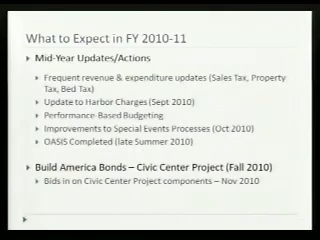 What to Expect in FY 2010-11
Mid-Year Updates/Actions
Frequent revenue & expenditure updates (Sales Tax, Property
Tax, Bed Tax)
Update to Harbor Charges (Sept 2010)
Performance-Based Budgeting
Improvements to Special Events Processes (Oct 2010)
OASIS Completed (late Summer 2010)
Build America Bonds – Civic Center Project (Fall 2010)
Bids in on Civic Center Project components – Nov 2010